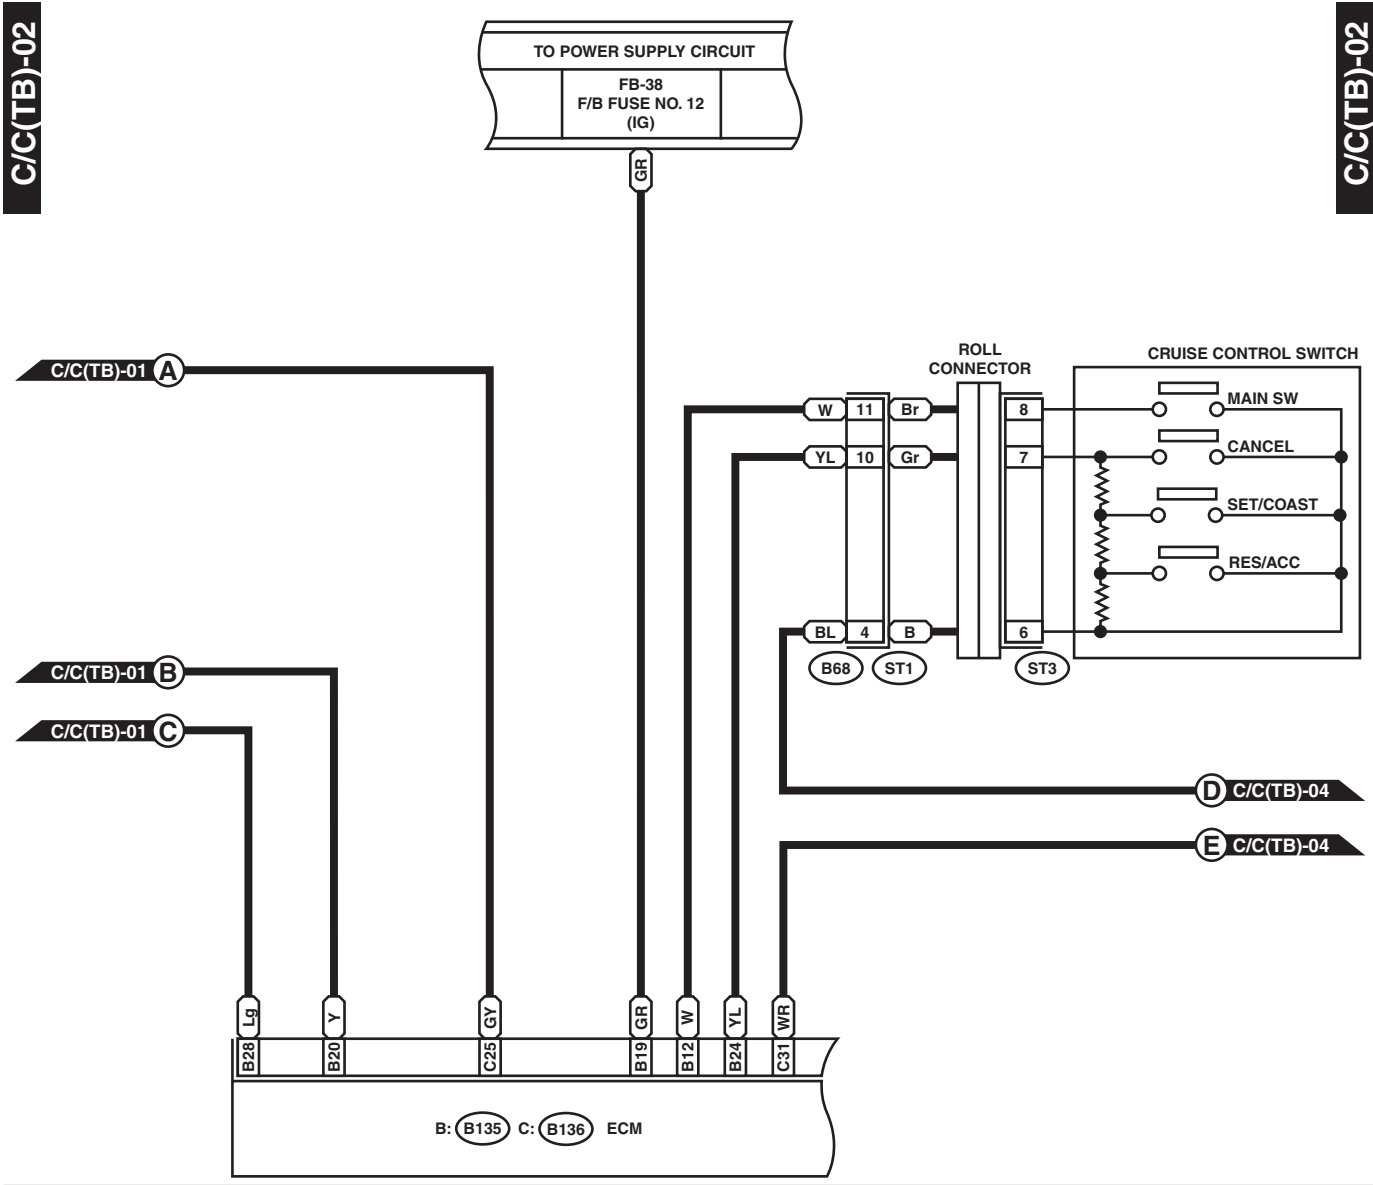 C/C(TB)-02
C/C(TB)-02
TO POWER SUPPLY CIRCUIT
FB-38
F/B FUSE NO. 12
(IG)
GR
C/C(TB)-01 A
ROLL
CONNECTOR
CRUISE CONTROL SWITCH
W 11 Br 8 MAIN SW
YL 10 Gr 7 CANCEL
SET/COAST
RES/ACC
BL 4 B 6
B68 ST1 ST3
C/C(TB)-01 B
C/C(TB)-01 C
D C/C(TB)-04
E C/C(TB)-04
Lg Y GY GR W YL WR
B28 B20 C25 B19 B12 B24 C31
B: B135 C: B136 ECM